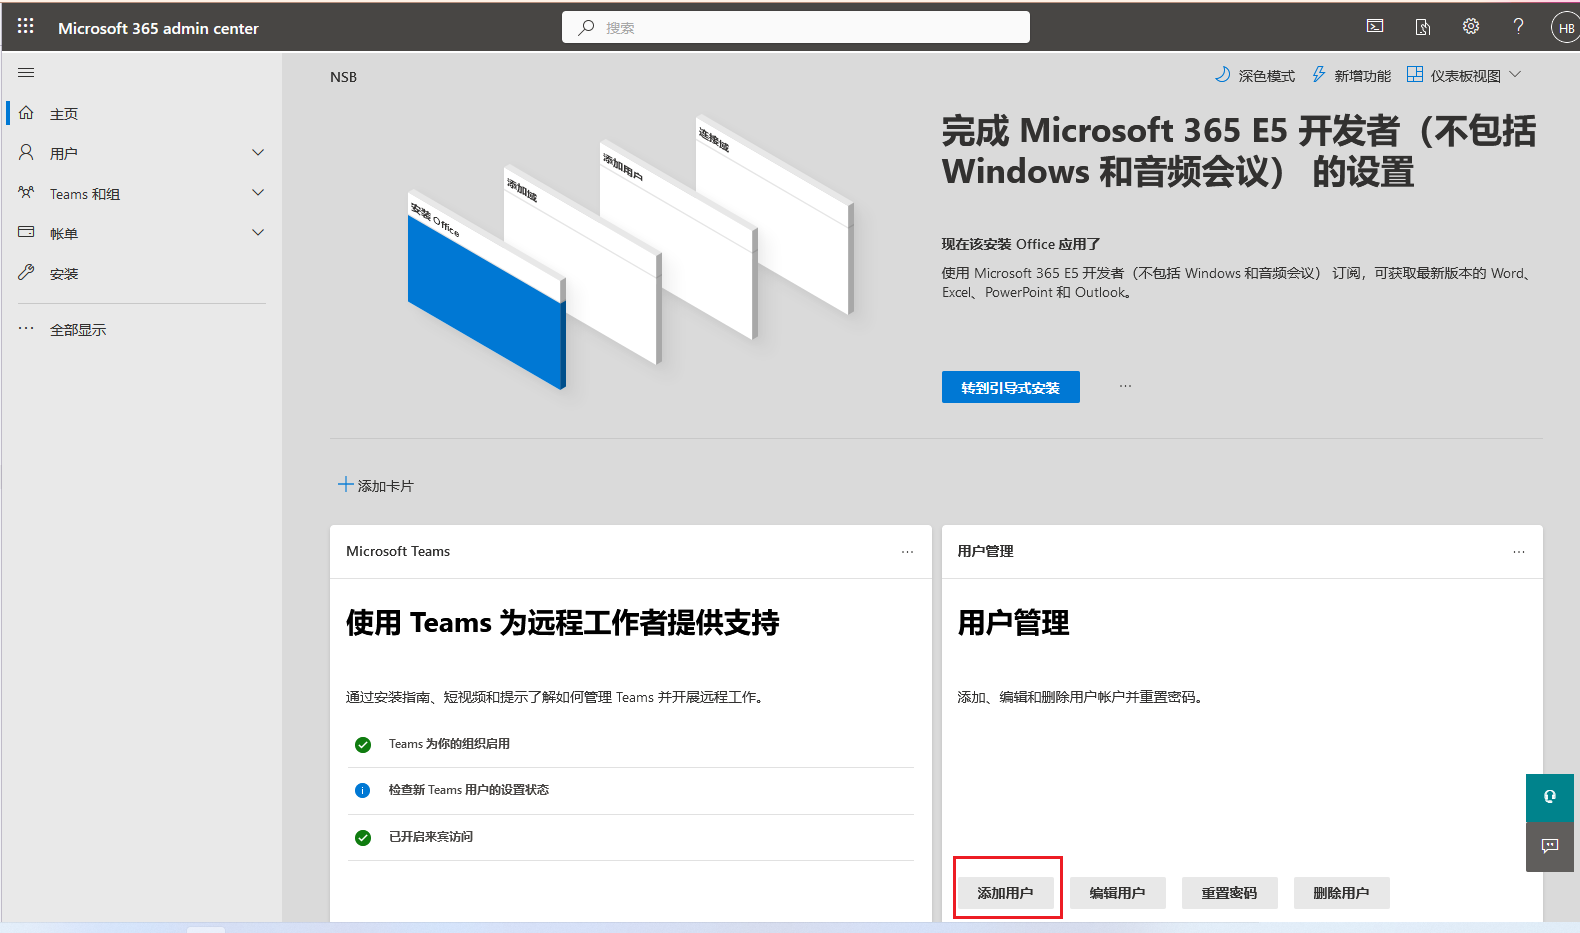 Microsoft 365 admin center
搜索
HB
NSB
深色模式
新增功能
仪表板视图
主页
用户
Teams 和组
帐单
安装
全部显示
安装 Office
添加域
添加用户
连接域
完成 Microsoft 365 E5 开发者（不包括
Windows 和音频会议） 的设置
现在该安装 Office 应用了
使用 Microsoft 365 E5 开发者（不包括 Windows 和音频会议） 订阅，可获取最新版本的 Word、
Excel、PowerPoint 和 Outlook。
转到引导式安装
添加卡片
Microsoft Teams
使用 Teams 为远程工作者提供支持
通过安装指南、短视频和提示了解如何管理 Teams 并开展远程工作。
Teams 为你的组织启用
检查新 Teams 用户的设置状态
已开启来宾访问
用户管理
用户管理
添加、编辑和删除用户帐户并重置密码。
添加用户
编辑用户
重置密码
删除用户